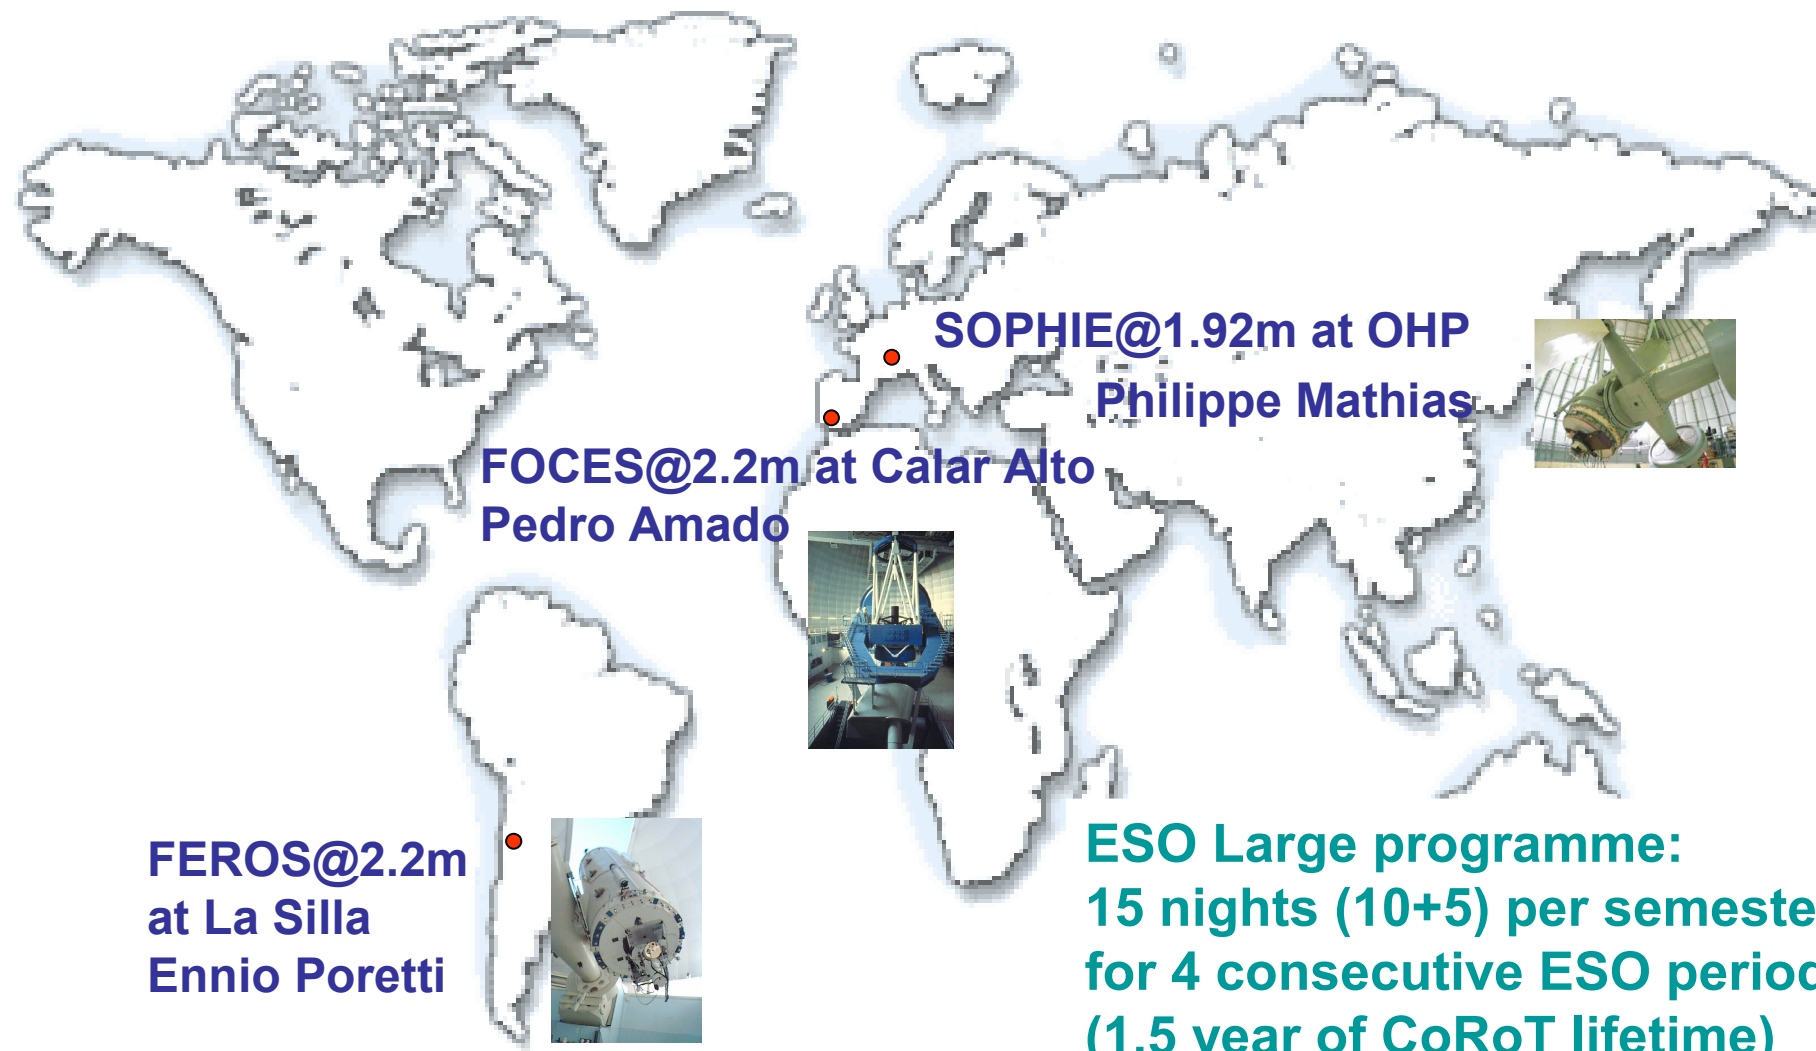 SOPHIE@1.92m at OHP
Philippe Mathias
FOCES@2.2m at Calar Alto
Pedro Amado
FEROS@2.2m
at La Silla
Ennio Poretti
ESO Large programme:
15 nights (10+5) per semeste
for 4 consecutive ESO period
(1.5 year of CoRoT lifetime)